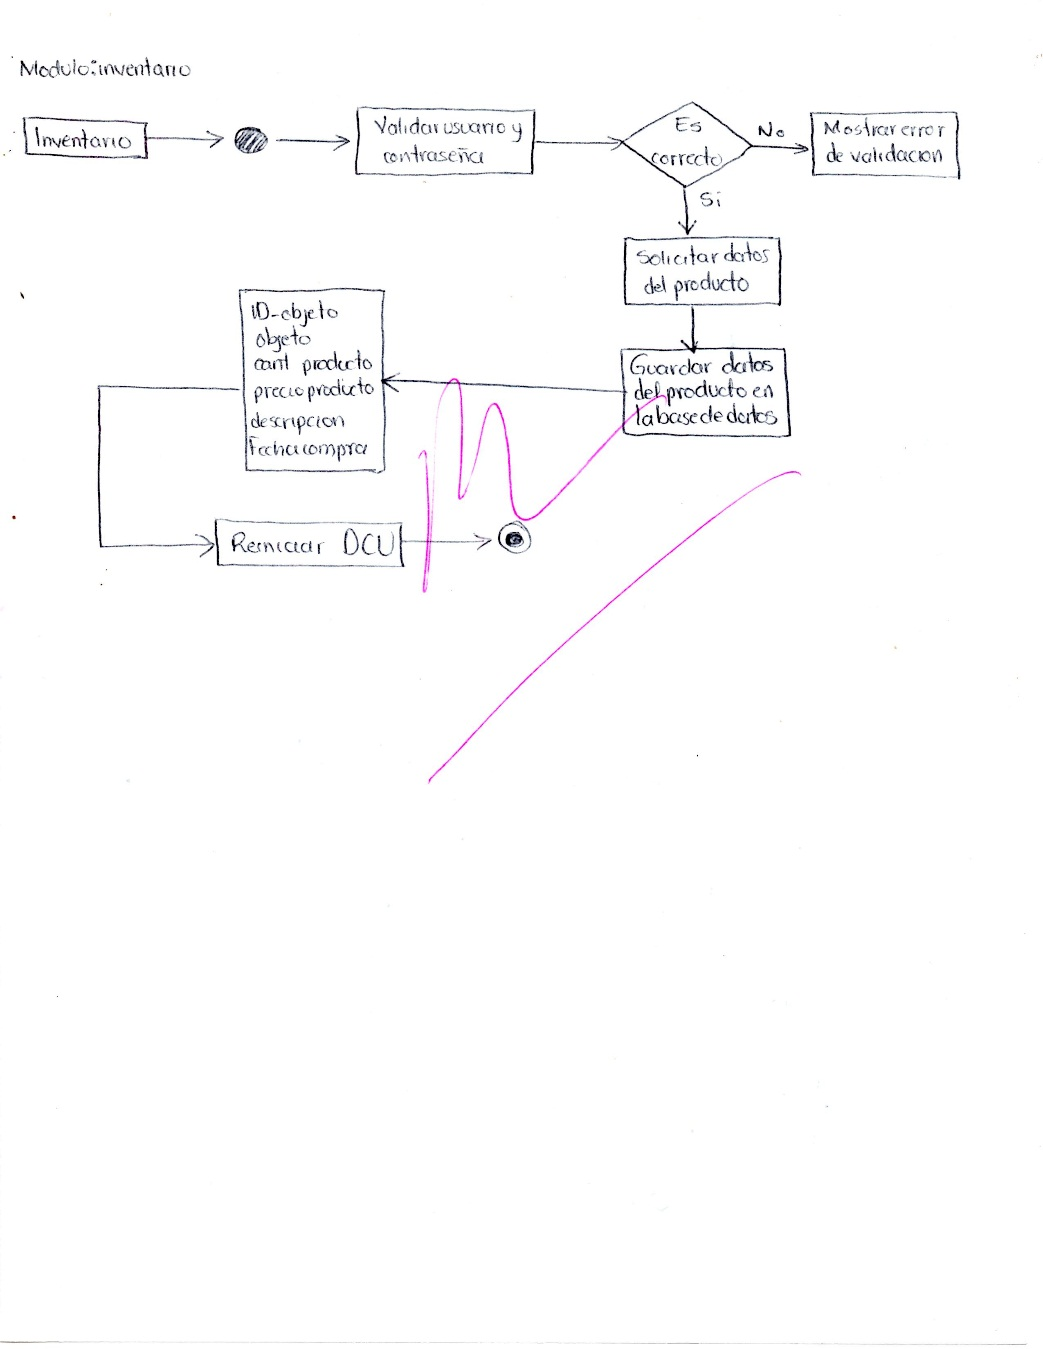 Modulo: inventario
Inventario
Validar usuario y
contraseña
Es
correcto
No
Mostrar error
de validacion
Si
Solicitar datos
del producto
Guardar datos
del producto en
la base de datos
ID-objeto
objeto
cant producto
precio producto
descripcion
Fecha compra
Reiniciar DCU